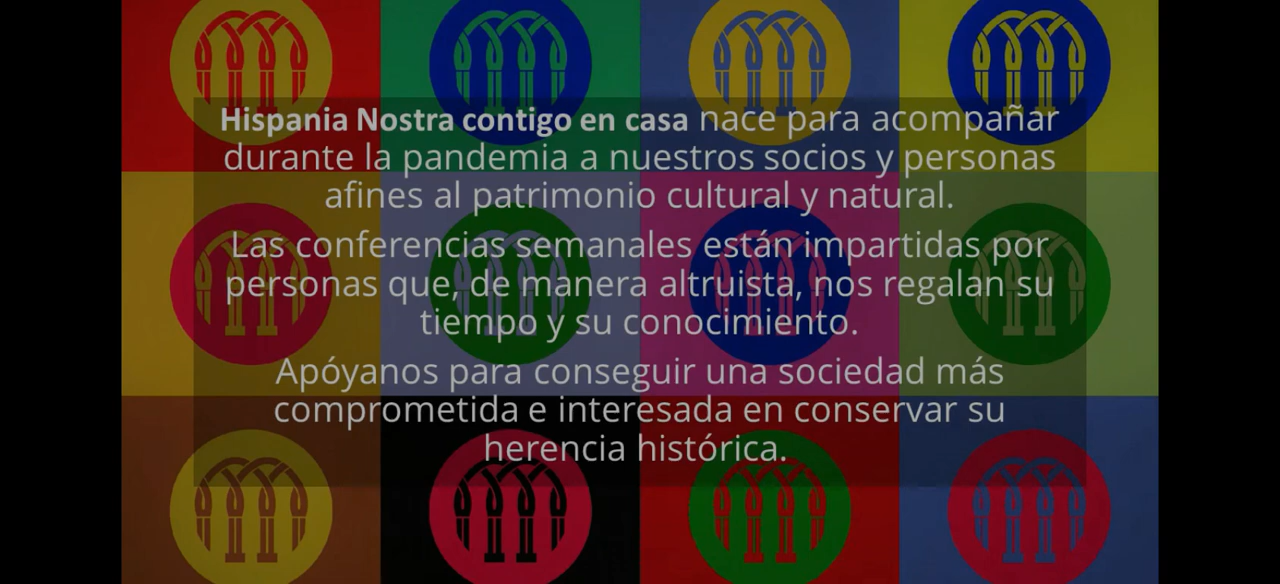 Hispania Nostra contigo en casa nace para acompañar
durante la pandemia a nuestros socios y personas
afines al patrimonio cultural y natural.
Las conferencias semanales están impartidas por
personas que, de manera altruista, nos regalan su
tiempo y su conocimiento.
Apóyanos para conseguir una sociedad más
comprometida e interesada en conservar su
herencia histórica.